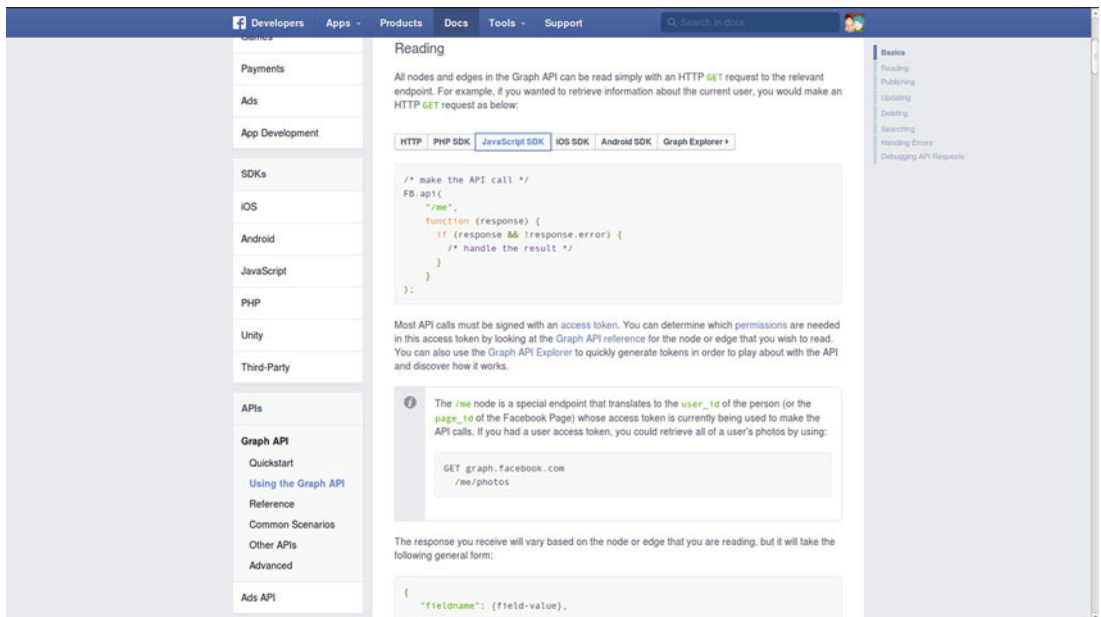 Developers Apps Products Docs Tools Support Search in docs
Games
Payments
Ads
App Development
SDKs
iOS
Android
JavaScript
PHP
Unity
Third-Party
APIs
Graph API
Quickstart
Using the Graph API
Reference
Common Scenarios
Other APIs
Advanced
Ads API
Reading
All nodes and edges in the Graph API can be read simply with an HTTP GET request to the relevant
endpoint. For example, if you wanted to retrieve information about the current user, you would make an
HTTP GET request as below:
HTTP PHP SDK JavaScript SDK iOS SDK Android SDK Graph Explorer
/* make the API call */
FB.api(
"/me",
function (response) {
if (response && !response.error) {
/* handle the result */
}
}
);
Most API calls must be signed with an access token. You can determine which permissions are needed
in this access token by looking at the Graph API reference for the node or edge that you wish to read.
You can also use the Graph API Explorer to quickly generate tokens in order to play about with the API
and discover how it works.
The /me node is a special endpoint that translates to the user_id of the person (or the
page_id of the Facebook Page) whose access token is currently being used to make the
API calls. If you had a user access token, you could retrieve all of a user's photos by using:
GET graph.facebook.com
/me/photos
The response you receive will vary based on the node or edge that you are reading, but it will take the
following general form:
{
"fieldname": {field-value},
Basics
Reading
Publishing
Updating
Deleting
Searching
Handling Errors
Debugging API Requests